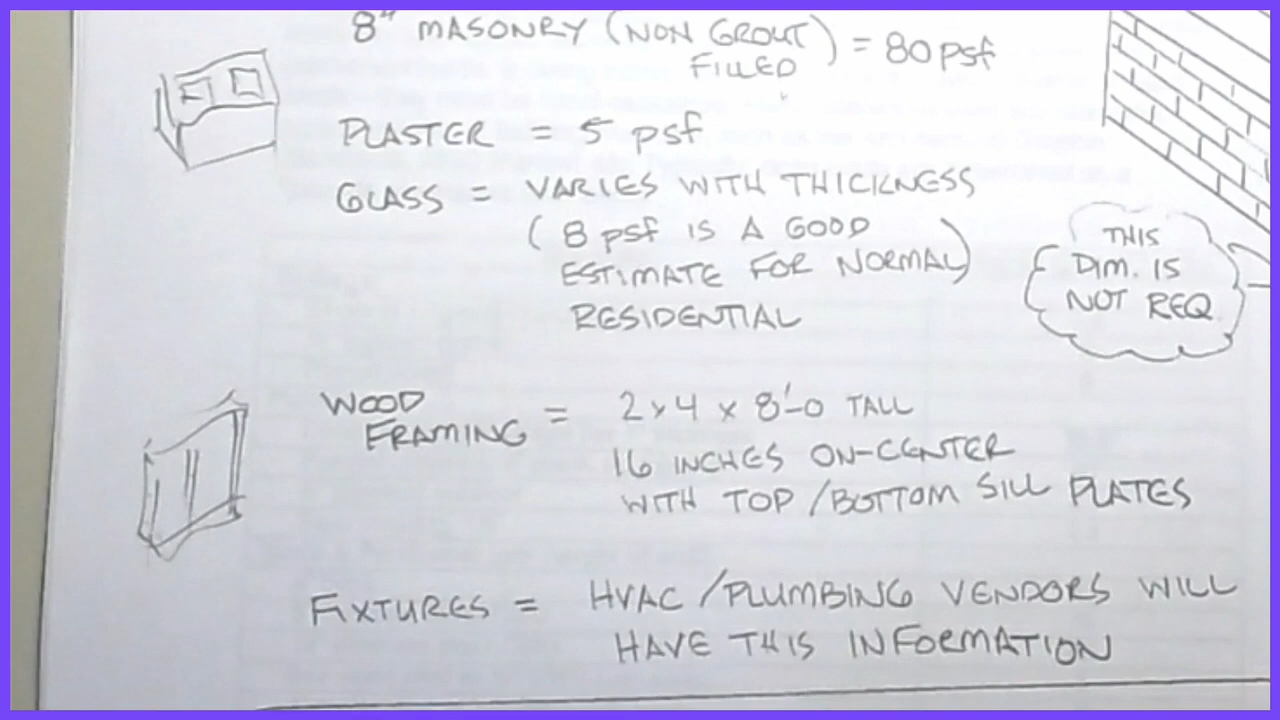 8" MASONRY (NON GROUT FILLED) = 80 psf
PLASTER = 5 psf
GLASS = VARIES WITH THICKNESS
(8 psf IS A GOOD
ESTIMATE FOR NORMAL)
RESIDENTIAL
THIS
DIM. IS
NOT REQ.
WOOD
FRAMING = 2x4 x 8'-0 TALL
16 INCHES ON-CENTER
WITH TOP/BOTTOM SILL PLATES
FIXTURES = HVAC/PLUMBING VENDORS WILL
HAVE THIS INFORMATION